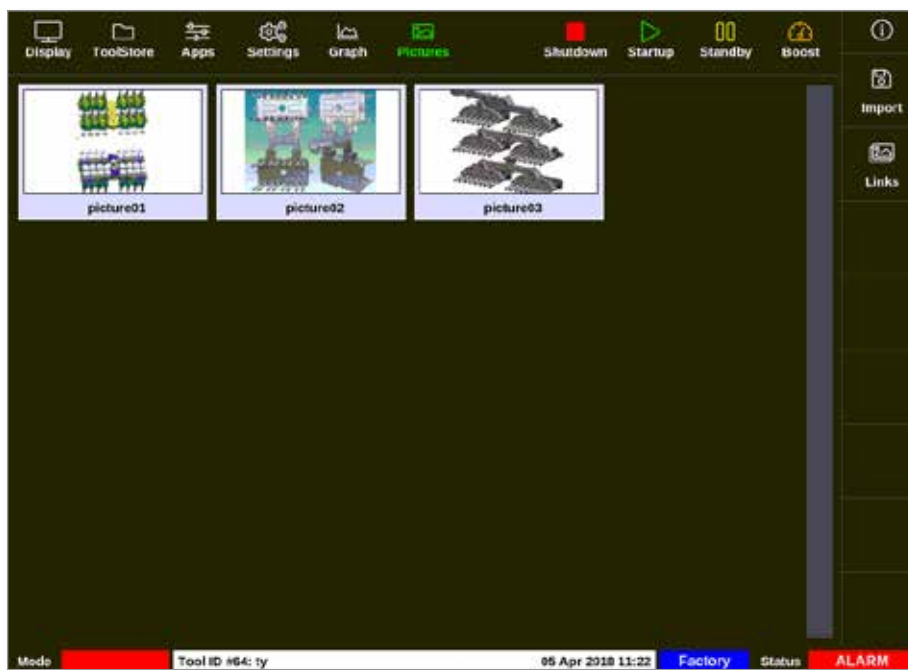 Display ToolStore Apps Settings Graph Pictures Shutdown Startup Standby Boost
Import
Links
picture01 picture02 picture03
Mode Tool ID #64: ty 05 Apr 2018 11:22 Factory Status ALARM